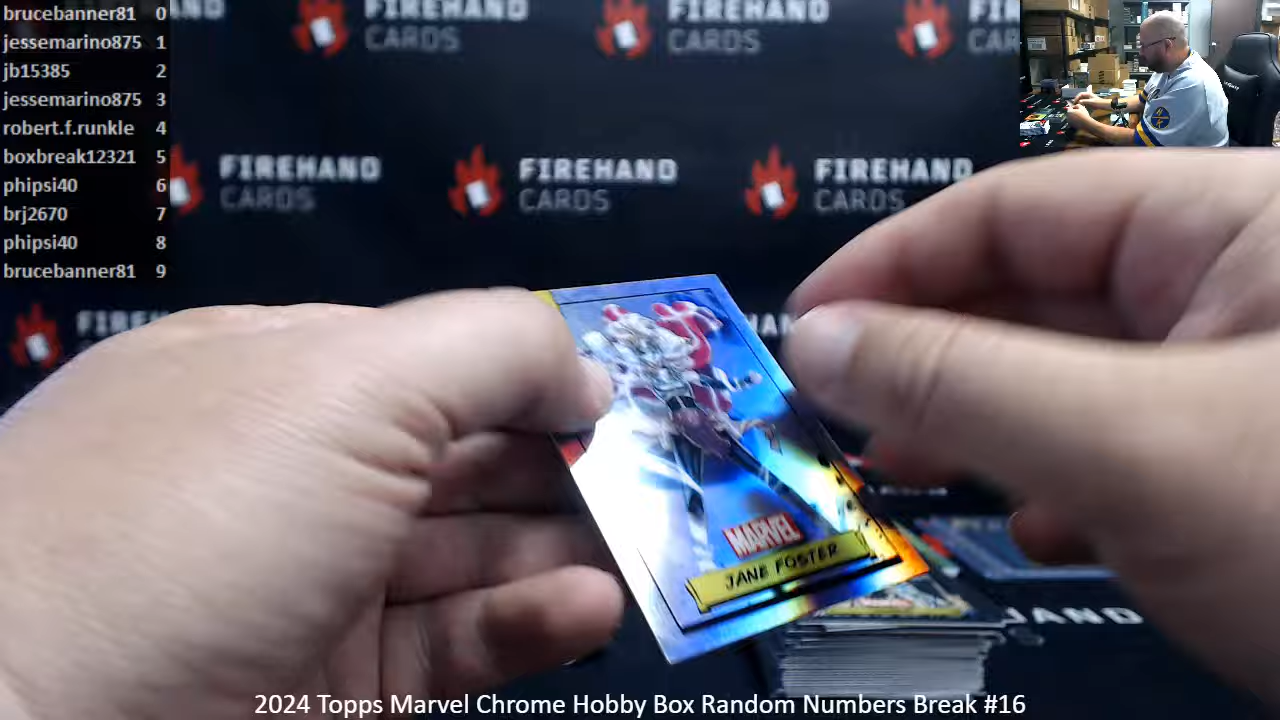 brucebanner81 0
jessemarino875 1
jb15385 2
jessemarino875 3
robert.f.runkle 4
boxbreak12321 5
phipsi40 6
brj2670 7
phipsi40 8
brucebanner81 9
FIREHAND
CARDS
FIREHAND
CARDS
FIREHAND
CARDS
FIREHAND
CARDS
FIREHAND
CARDS
MARVEL
JANE FOSTER
2024 Topps Marvel Chrome Hobby Box Random Numbers Break #16